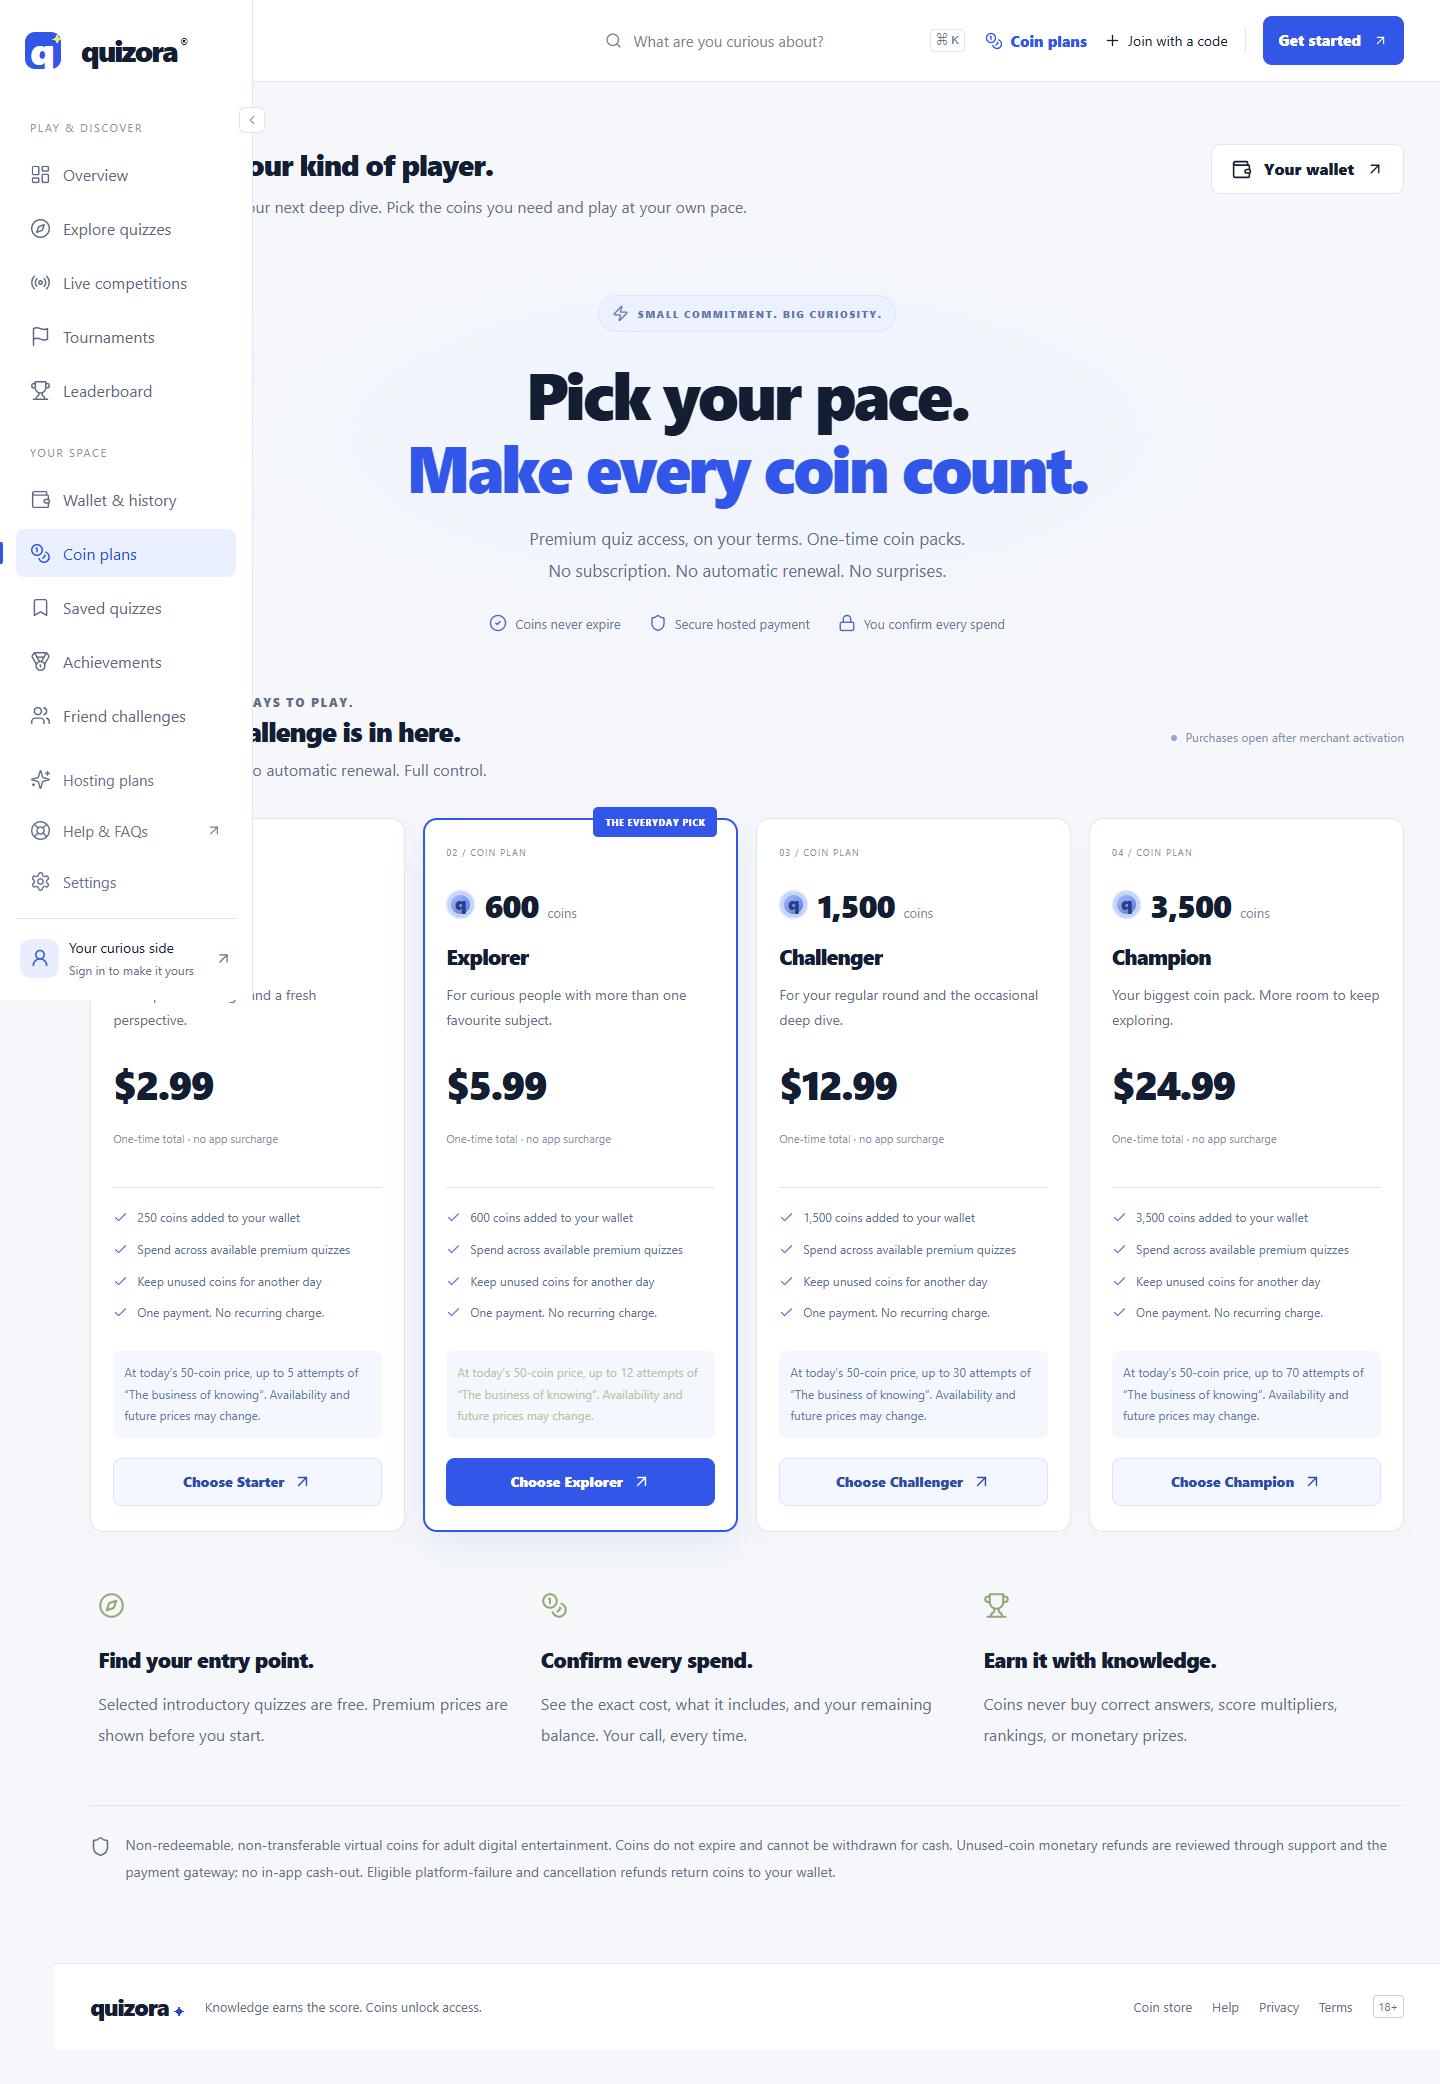 quizora®
What are you curious about?
⌘ K
Coin plans
Join with a code
Get started
PLAY & DISCOVER
Overview
Explore quizzes
Live competitions
Tournaments
Leaderboard
YOUR SPACE
Wallet & history
Coin plans
Saved quizzes
Achievements
Friend challenges
Hosting plans
Help & FAQs
Settings
Your curious side
Sign in to make it yours
our kind of player.
our next deep dive. Pick the coins you need and play at your own pace.
Your wallet
SMALL COMMITMENT. BIG CURIOSITY.
Pick your pace.
Make every coin count.
Premium quiz access, on your terms. One-time coin packs.
No subscription. No automatic renewal. No surprises.
Coins never expire
Secure hosted payment
You confirm every spend
AYS TO PLAY.
allenge is in here.
o automatic renewal. Full control.
Purchases open after merchant activation
and a fresh
perspective.
$2.99
One-time total · no app surcharge
250 coins added to your wallet
Spend across available premium quizzes
Keep unused coins for another day
One payment. No recurring charge.
At today's 50-coin price, up to 5 attempts of
"The business of knowing". Availability and
future prices may change.
Choose Starter
THE EVERYDAY PICK
02 / COIN PLAN
q 600 coins
Explorer
For curious people with more than one
favourite subject.
$5.99
One-time total · no app surcharge
600 coins added to your wallet
Spend across available premium quizzes
Keep unused coins for another day
One payment. No recurring charge.
At today's 50-coin price, up to 12 attempts of
"The business of knowing". Availability and
future prices may change.
Choose Explorer
03 / COIN PLAN
q 1,500 coins
Challenger
For your regular round and the occasional
deep dive.
$12.99
One-time total · no app surcharge
1,500 coins added to your wallet
Spend across available premium quizzes
Keep unused coins for another day
One payment. No recurring charge.
At today's 50-coin price, up to 30 attempts of
"The business of knowing". Availability and
future prices may change.
Choose Challenger
04 / COIN PLAN
q 3,500 coins
Champion
Your biggest coin pack. More room to keep
exploring.
$24.99
One-time total · no app surcharge
3,500 coins added to your wallet
Spend across available premium quizzes
Keep unused coins for another day
One payment. No recurring charge.
At today's 50-coin price, up to 70 attempts of
"The business of knowing". Availability and
future prices may change.
Choose Champion
Find your entry point.
Selected introductory quizzes are free. Premium prices are
shown before you start.
Confirm every spend.
See the exact cost, what it includes, and your remaining
balance. Your call, every time.
Earn it with knowledge.
Coins never buy correct answers, score multipliers,
rankings, or monetary prizes.
Non-redeemable, non-transferable virtual coins for adult digital entertainment. Coins do not expire and cannot be withdrawn for cash. Unused-coin monetary refunds are reviewed through support and the
payment gateway; no in-app cash-out. Eligible platform-failure and cancellation refunds return coins to your wallet.
quizora
Knowledge earns the score. Coins unlock access.
Coin store
Help
Privacy
Terms
18+